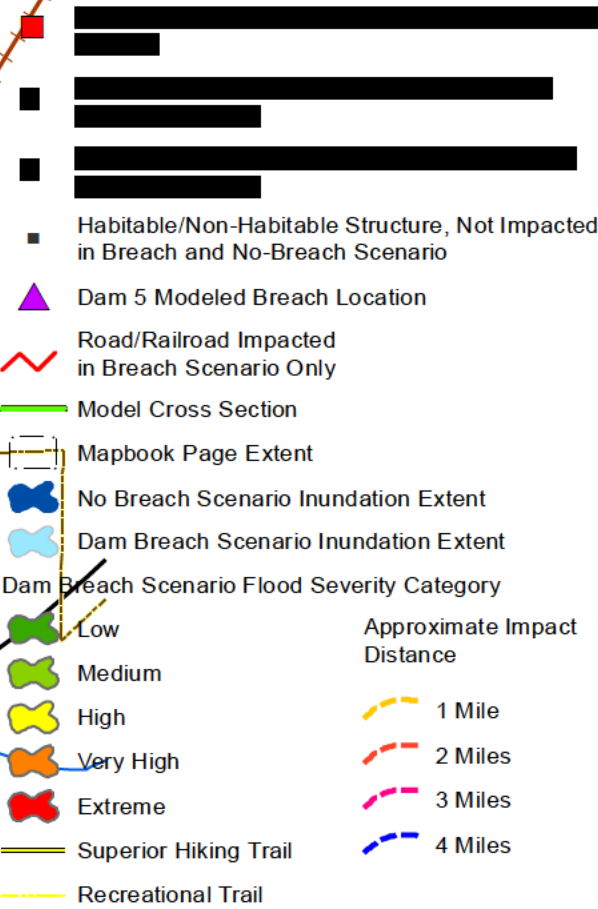 Habitable/Non-Habitable Structure, Not Impacted
in Breach and No-Breach Scenario
Dam 5 Modeled Breach Location
Road/Railroad Impacted
in Breach Scenario Only
Model Cross Section
Mapbook Page Extent
No Breach Scenario Inundation Extent
Dam Breach Scenario Inundation Extent
Dam Breach Scenario Flood Severity Category
Low
Medium
High
Very High
Extreme
Superior Hiking Trail
Recreational Trail
Approximate Impact
Distance
1 Mile
2 Miles
3 Miles
4 Miles